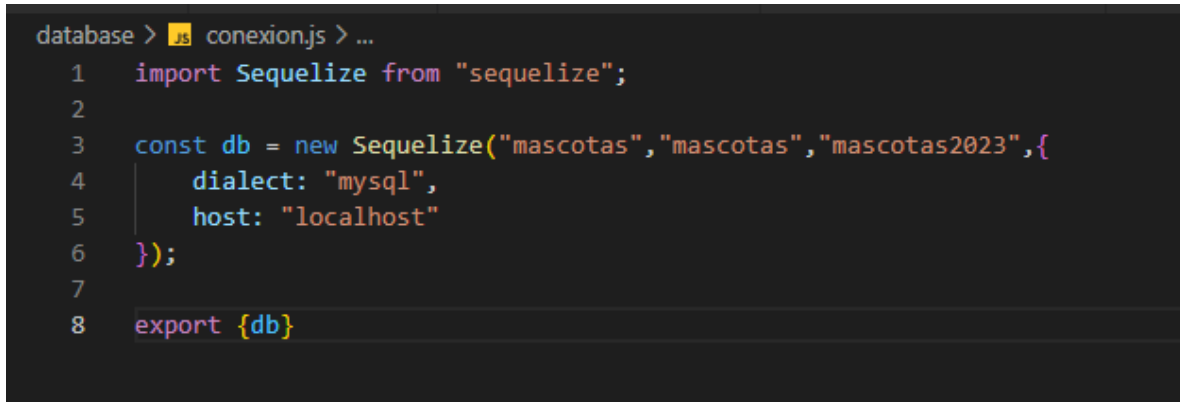 database > JS conexion.js > ...
1 import Sequelize from "sequelize";
2
3 const db = new Sequelize("mascotas","mascotas","mascotas2023",{
4 dialect: "mysql",
5 host: "localhost"
6 });
7
8 export {db}